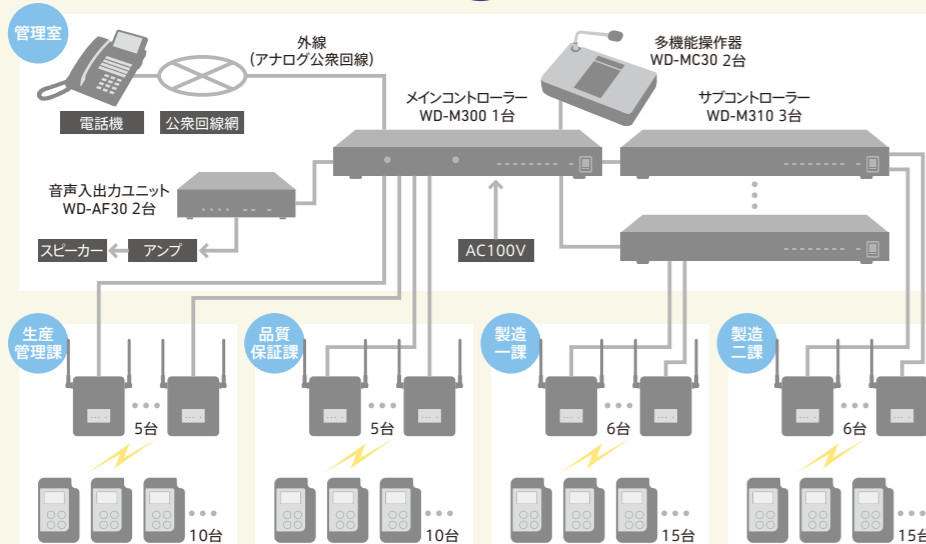 管理室
外線
(アナログ公衆回線)
多機能操作器
WD-MC30 2台
電話機
公衆回線網
メインコントローラー
WD-M300 1台
サブコントローラー
WD-M310 3台
音声入出力ユニット
WD-AF30 2台
スピーカー
アンプ
AC100V
生産
管理課
5台
10台
品質
保証課
5台
10台
製造
一課
6台
15台
製造
二課
6台
15台